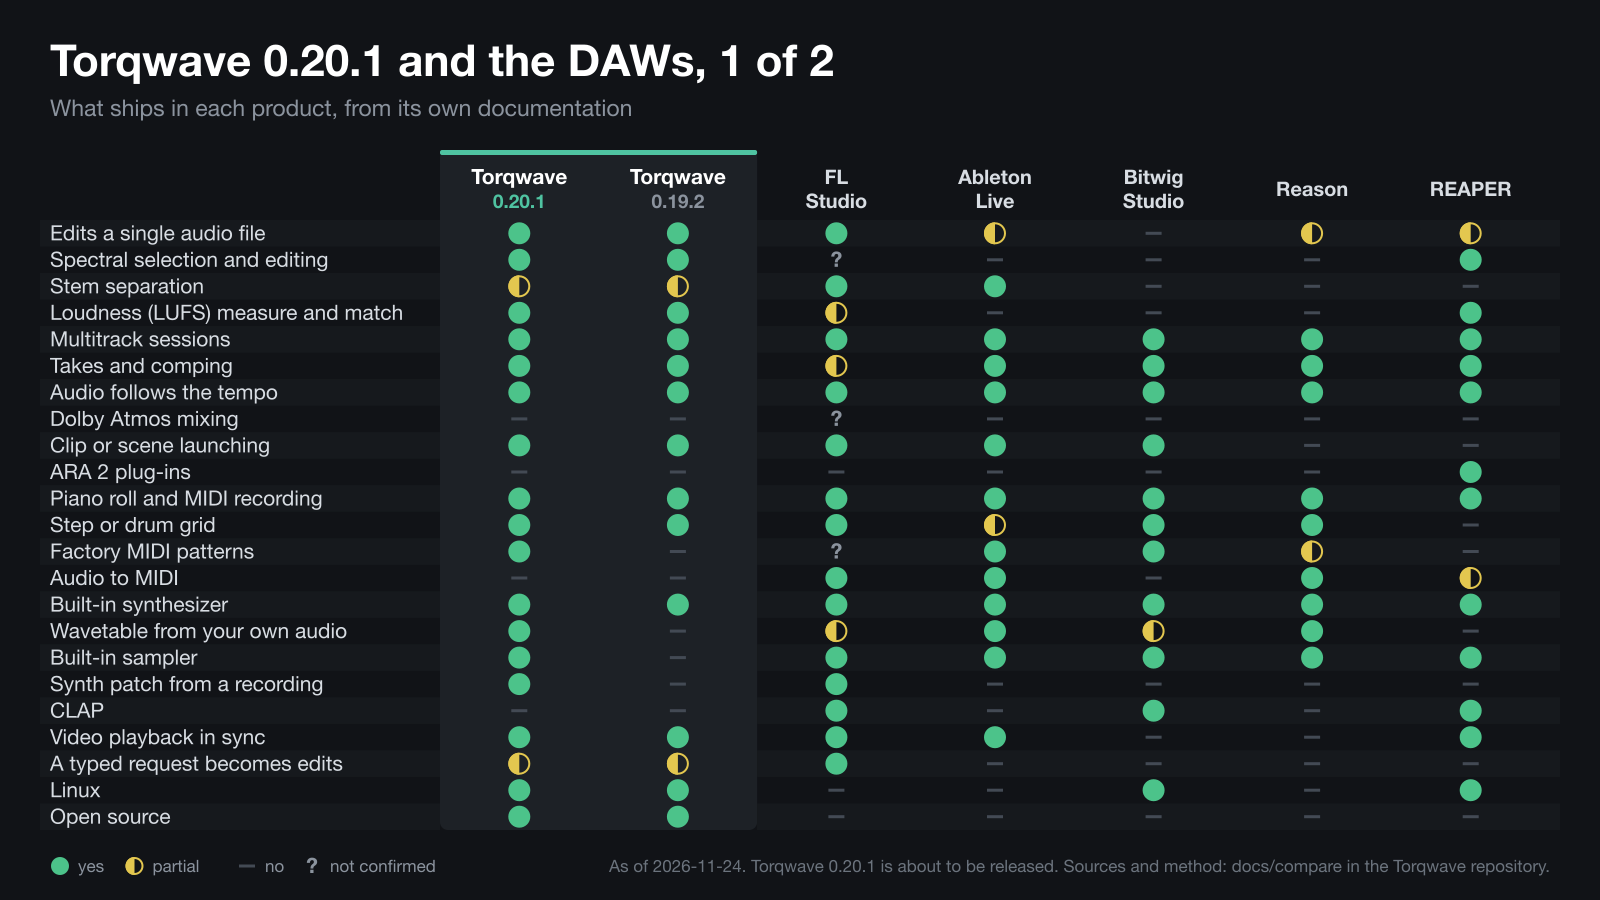 Torqwave 0.20.1 and the DAWs, 1 of 2
What ships in each product, from its own documentation
Torqwave 0.20.1
Torqwave 0.19.2
FL Studio
Ableton Live
Bitwig Studio
Reason
REAPER
Edits a single audio file
Spectral selection and editing ?
Stem separation
Loudness (LUFS) measure and match
Multitrack sessions
Takes and comping
Audio follows the tempo
Dolby Atmos mixing ?
Clip or scene launching
ARA 2 plug-ins
Piano roll and MIDI recording
Step or drum grid
Factory MIDI patterns ?
Audio to MIDI
Built-in synthesizer
Wavetable from your own audio
Built-in sampler
Synth patch from a recording
CLAP
Video playback in sync
A typed request becomes edits
Linux
Open source
yes partial — no ? not confirmed
As of 2026-11-24. Torqwave 0.20.1 is about to be released. Sources and method: docs/compare in the Torqwave repository.